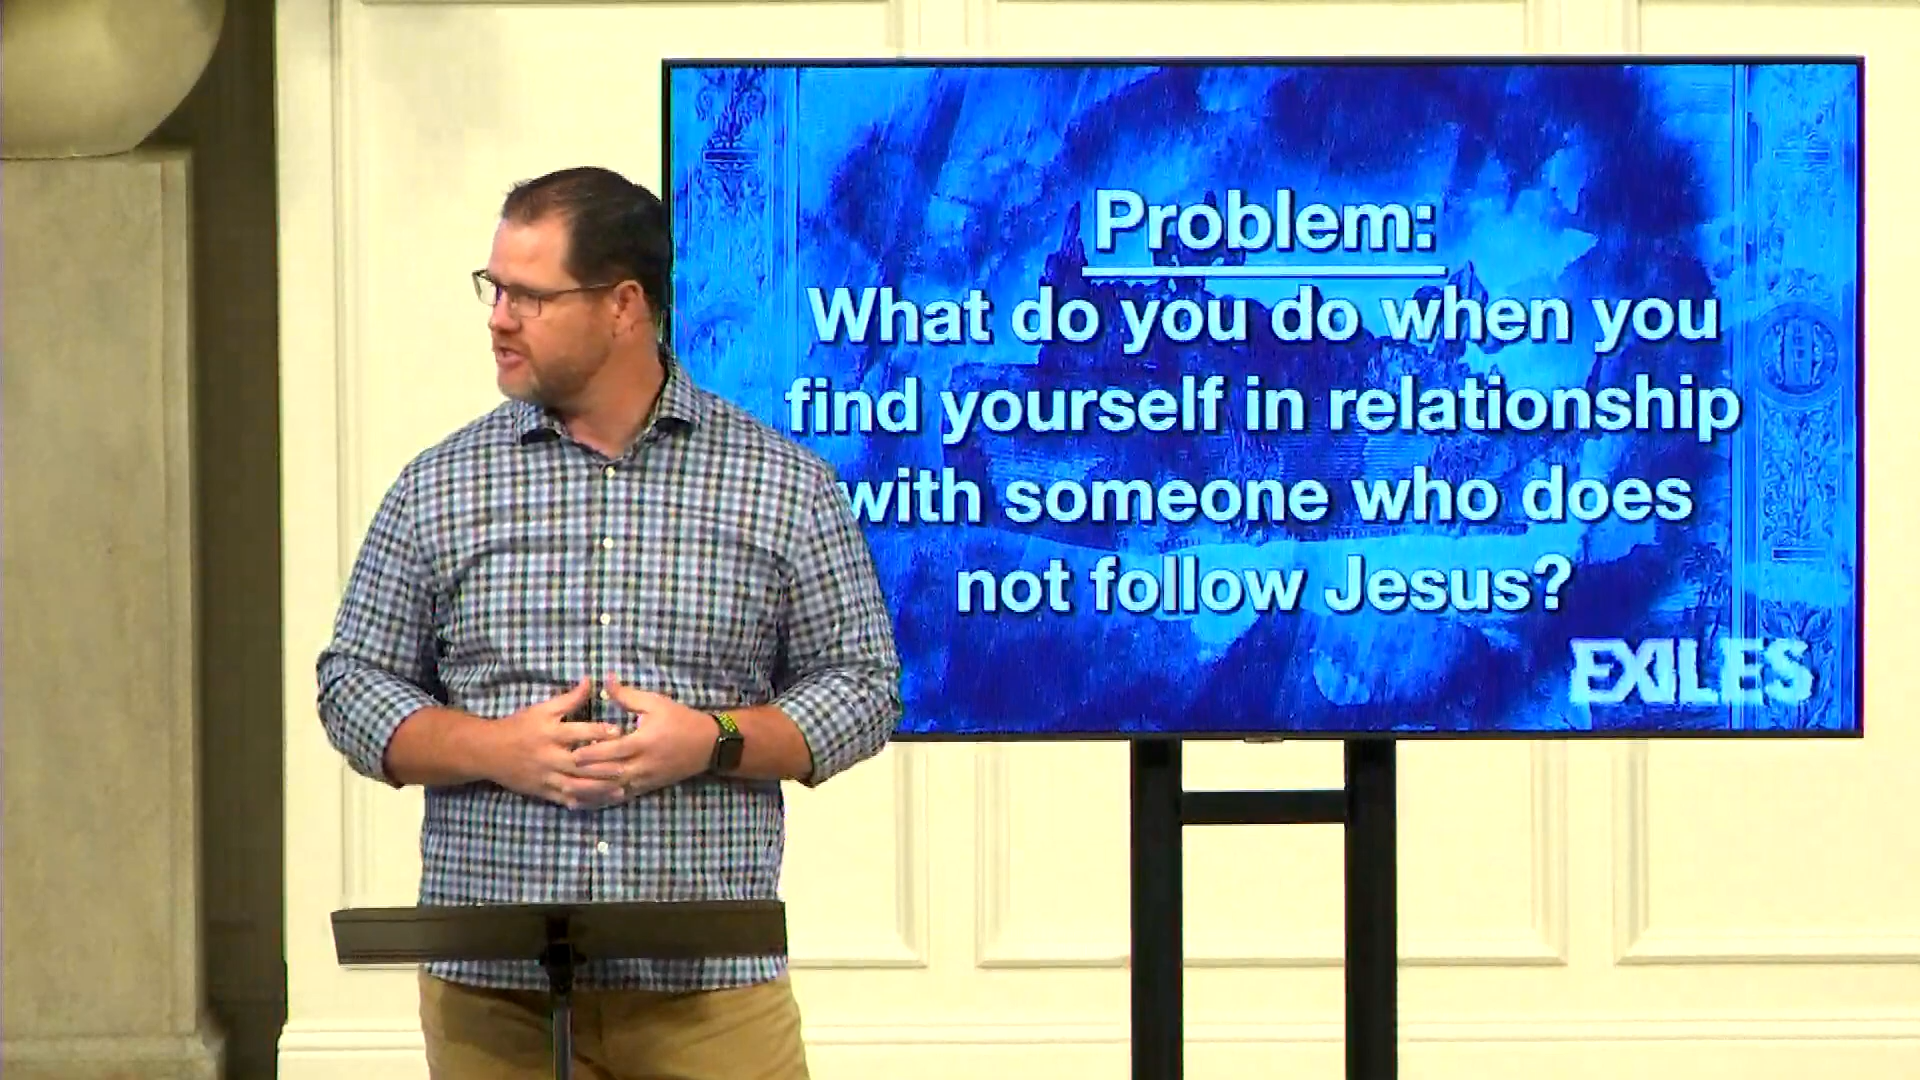 Problem:
What do you do when you
find yourself in relationship
with someone who does
not follow Jesus?
EXILES